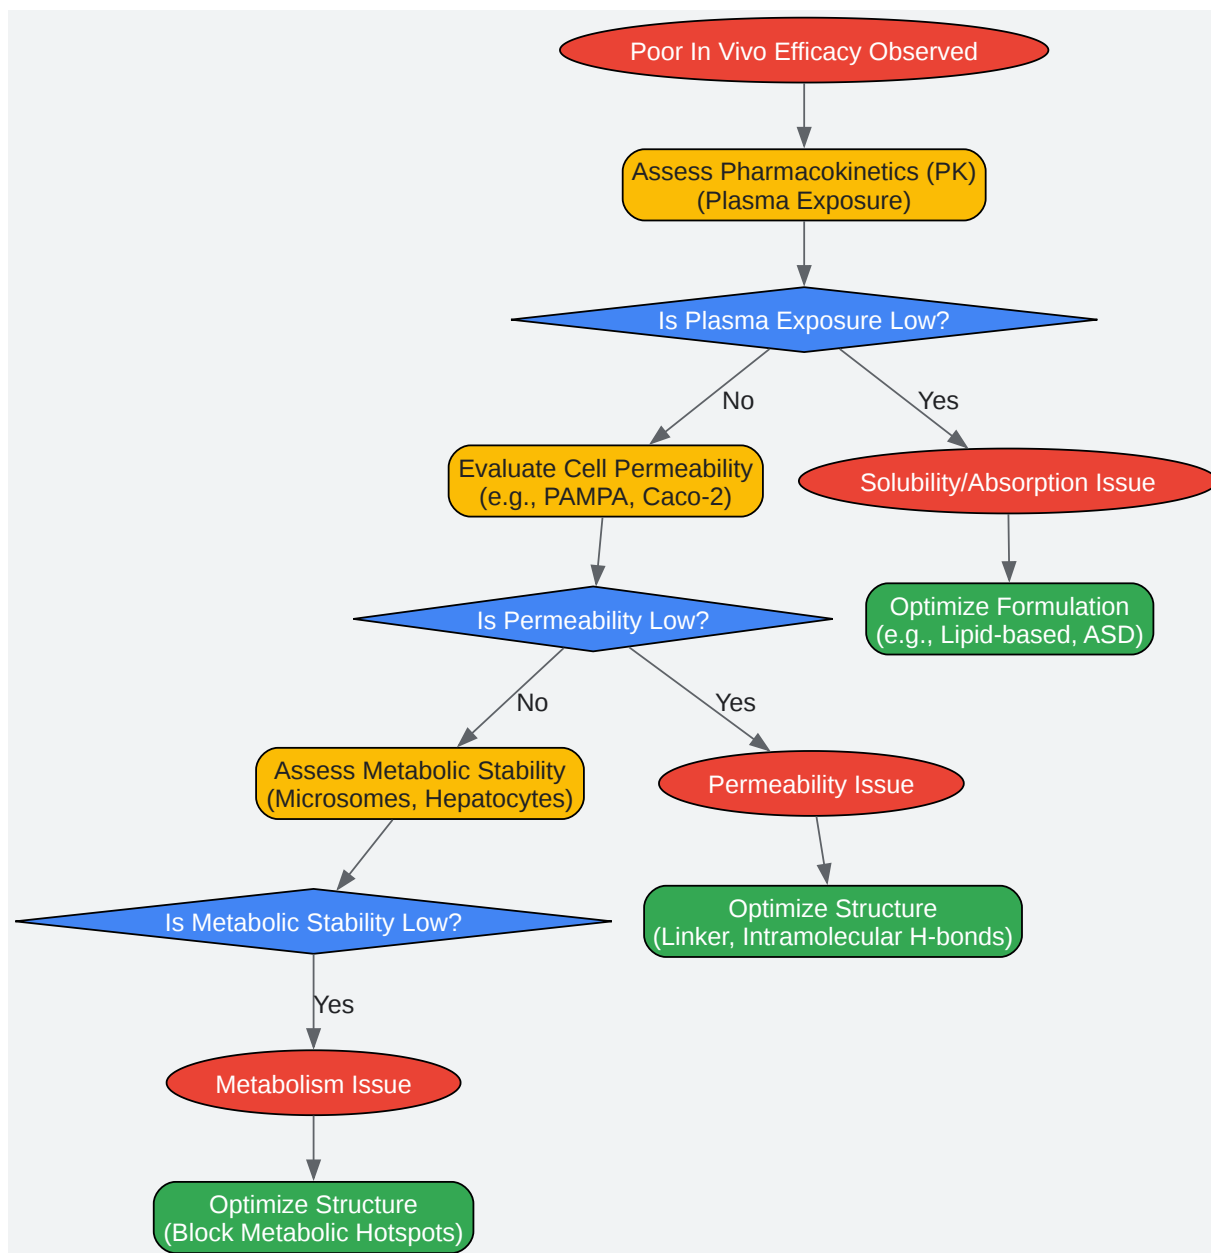 Poor In Vivo Efficacy Observed
Assess Pharmacokinetics (PK)
(Plasma Exposure)
Is Plasma Exposure Low?
No
Yes
Evaluate Cell Permeability
(e.g., PAMPA, Caco-2)
Solubility/Absorption Issue
Is Permeability Low?
Optimize Formulation
(e.g., Lipid-based, ASD)
No
Yes
Assess Metabolic Stability
(Microsomes, Hepatocytes)
Permeability Issue
Is Metabolic Stability Low?
Optimize Structure
(Linker, Intramolecular H-bonds)
Yes
Metabolism Issue
Optimize Structure
(Block Metabolic Hotspots)